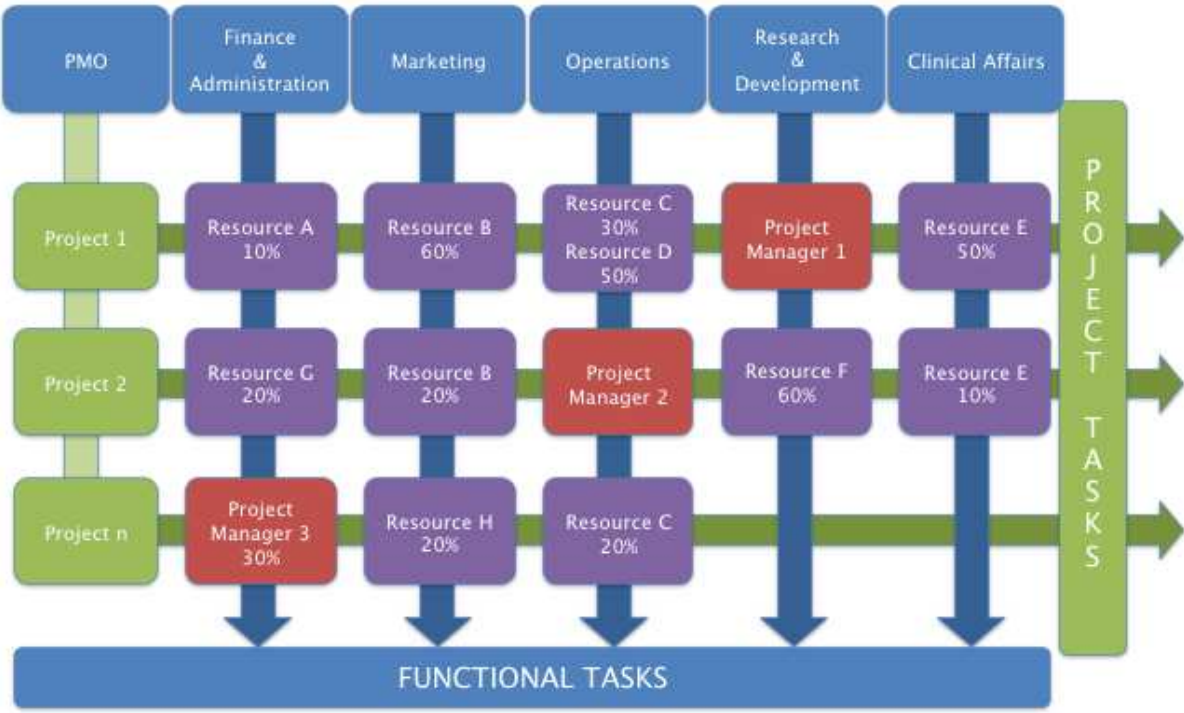 PMO
Finance
&
Administration
Marketing
Operations
Research
&
Development
Clinical Affairs
Project 1
Resource A
10%
Resource B
60%
Resource C
30%
Resource D
50%
Project
Manager 1
Resource E
50%
Project 2
Resource G
20%
Resource B
20%
Project
Manager 2
Resource F
60%
Resource E
10%
Project n
Project
Manager 3
30%
Resource H
20%
Resource C
20%
PROJECT TASKS
FUNCTIONAL TASKS